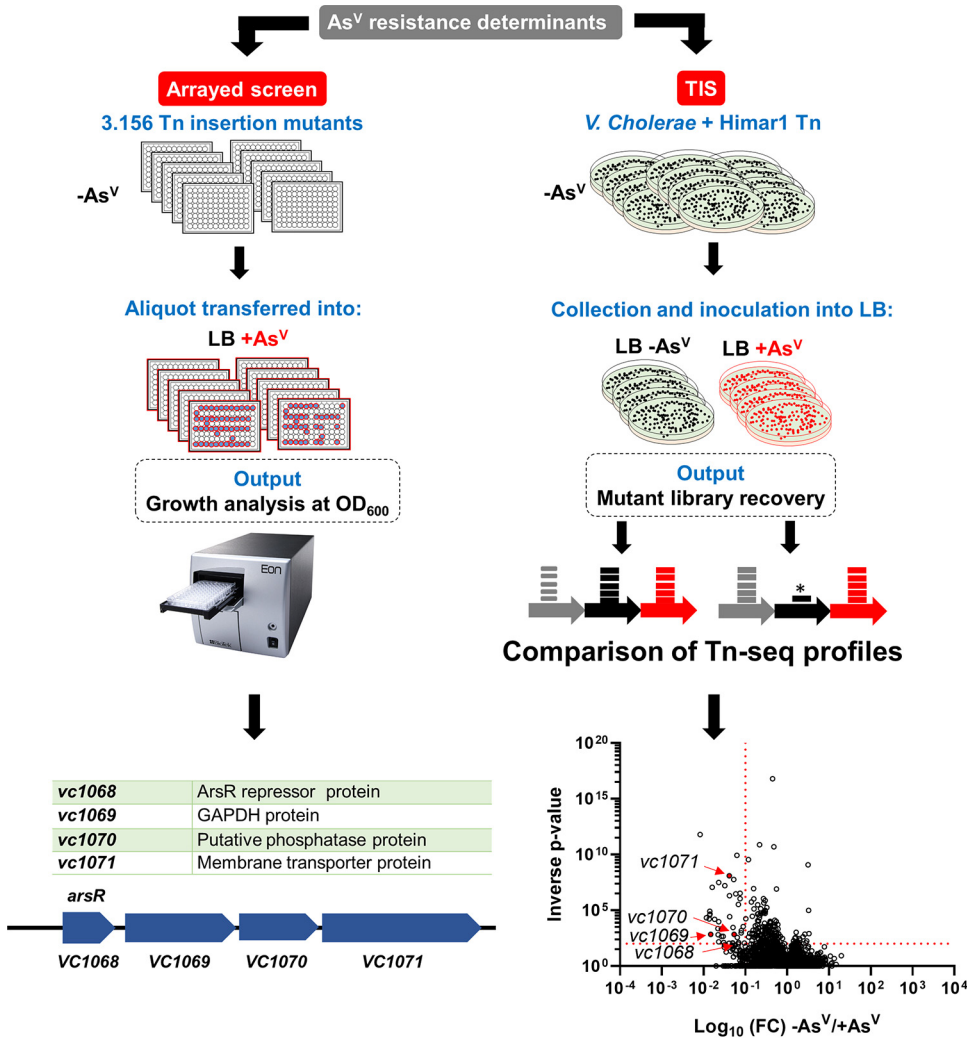 As^V resistance determinants
Arrayed screen
3.156 Tn insertion mutants
-As^V
Aliquot transferred into:
LB +As^V
Output
Growth analysis at OD600
Eon
BioTek
vc1068 ArsR repressor protein
vc1069 GAPDH protein
vc1070 Putative phosphatase protein
vc1071 Membrane transporter protein
arsR
VC1068 VC1069 VC1070 VC1071
TIS
V. Cholerae + Himar1 Tn
-As^V
Collection and inoculation into LB:
LB -As^V LB +As^V
Output
Mutant library recovery
*
Comparison of Tn-seq profiles
Inverse p-value
10^20
10^15
10^10
10^5
10^0
vc1071
vc1070
vc1069
vc1068
10^-4 10^-3 10^-2 10^-1 10^0 10^1 10^2 10^3 10^4
Log10 (FC) -As^V/+As^V